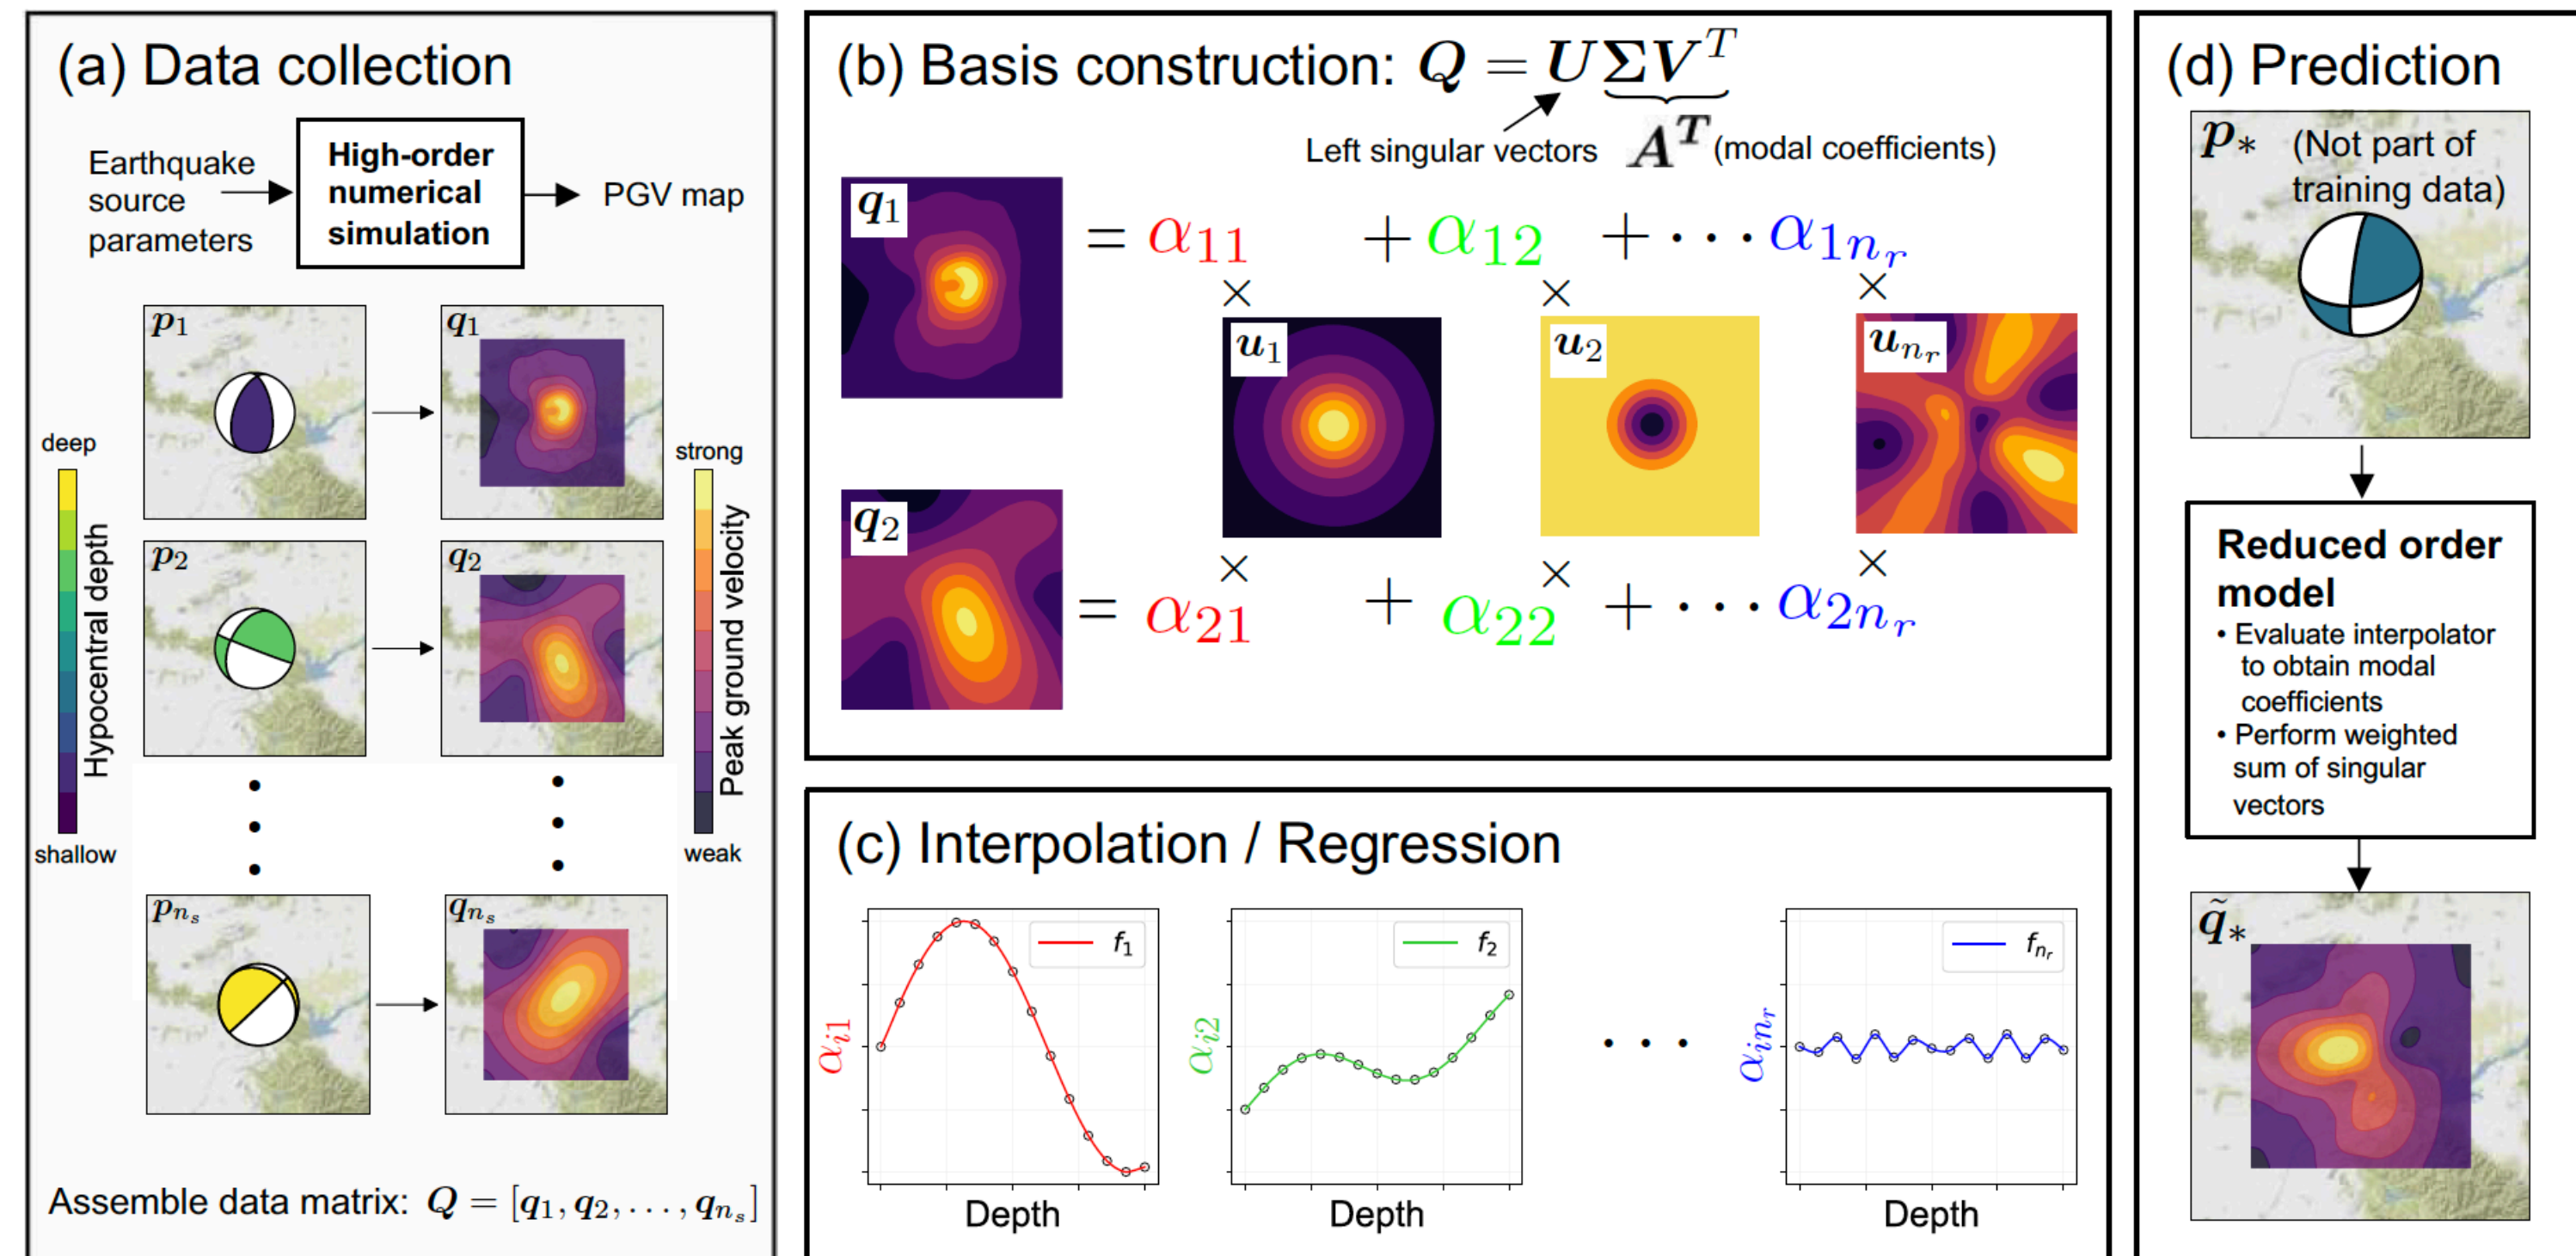 (a) Data collection
Earthquake
source
parameters
High-order
numerical
simulation
PGV map
p₁
q₁
deep
Hypocentral depth
shallow
strong
Peak ground velocity
weak
p₂
q₂
pₙₛ
qₙₛ
Assemble data matrix: Q = [q₁, q₂, . . . , qₙₛ]
(b) Basis construction: Q = UΣVᵀ
Left singular vectors
Aᵀ (modal coefficients)
q₁
= α₁₁ + α₁₂ + · · · α₁ₙᵣ
× × ×
u₁
u₂
uₙᵣ
q₂
× × ×
= α₂₁ + α₂₂ + · · · α₂ₙᵣ
(c) Interpolation / Regression
f₁
αᵢ₁
Depth
f₂
αᵢ₂
Depth
· · ·
fₙᵣ
αᵢₙᵣ
Depth
(d) Prediction
p* (Not part of
training data)
Reduced order
model
• Evaluate interpolator
to obtain modal
coefficients
• Perform weighted
sum of singular
vectors
q̃*